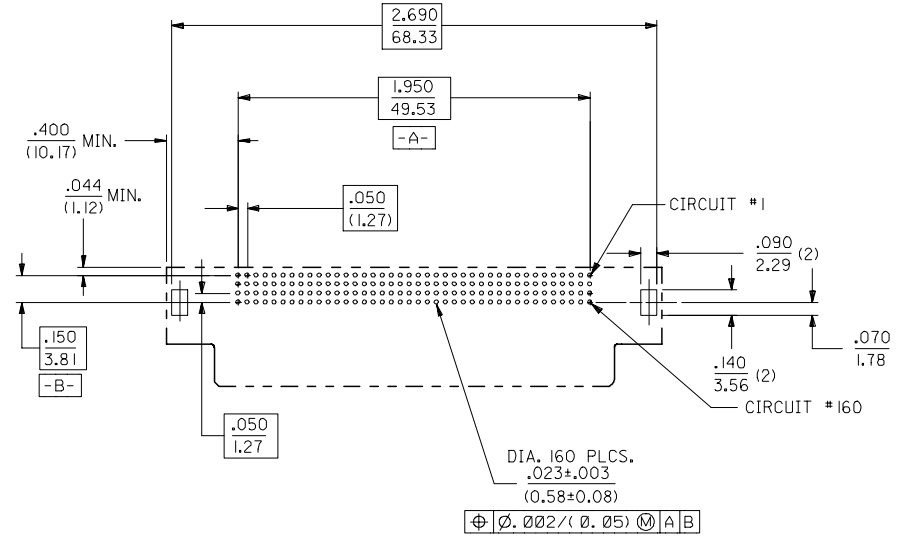 2.690
68.33
1.950
49.53
-A-
.400
(10.17) MIN.
.044
(1.12) MIN.
.050
(1.27)
CIRCUIT #1
.090
2.29 (2)
.150
3.81
-B-
.070
1.78
.140
3.56 (2)
CIRCUIT #160
.050
1.27
DIA. 160 PLCS.
.023±.003
(0.58±0.08)
⌖ Ø.002/(0.05) Ⓜ A B